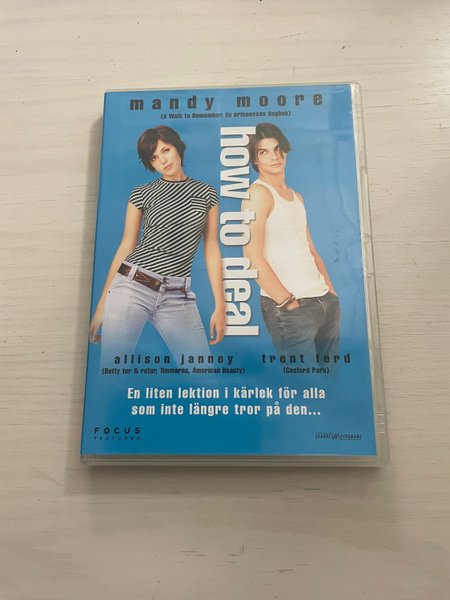 mandy moore
(A Walk to Remember, En prinsessas dagbok)
how to deal
allison janney
(Betty tur & retur, Timmarna, American Beauty)
trent ford
(Gosford Park)
En liten lektion i kärlek för alla
som inte längre tror på den...
FOCUS
FEATURES